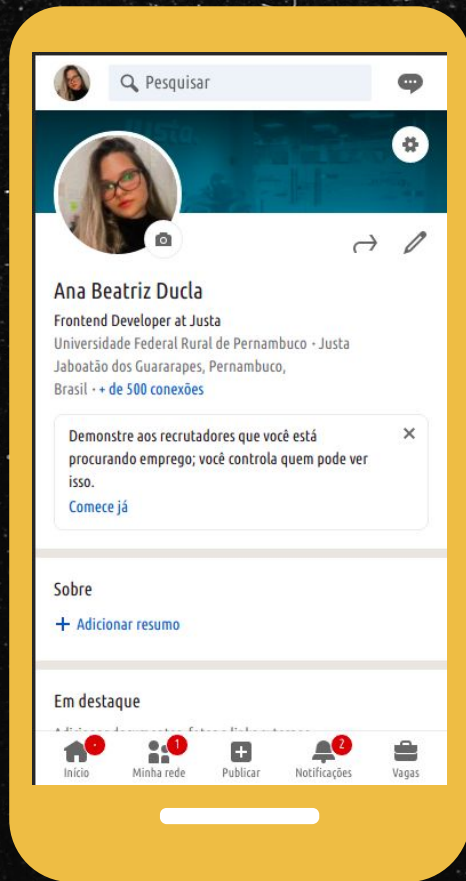 Pesquisar
Justa.
Ana Beatriz Ducla
Frontend Developer at Justa
Universidade Federal Rural de Pernambuco · Justa
Jaboatão dos Guararapes, Pernambuco,
Brasil · + de 500 conexões
Demonstre aos recrutadores que você está
procurando emprego; você controla quem pode ver
isso.
Comece já
Sobre
+ Adicionar resumo
Em destaque
1 2
Início Minha rede Publicar Notificações Vagas